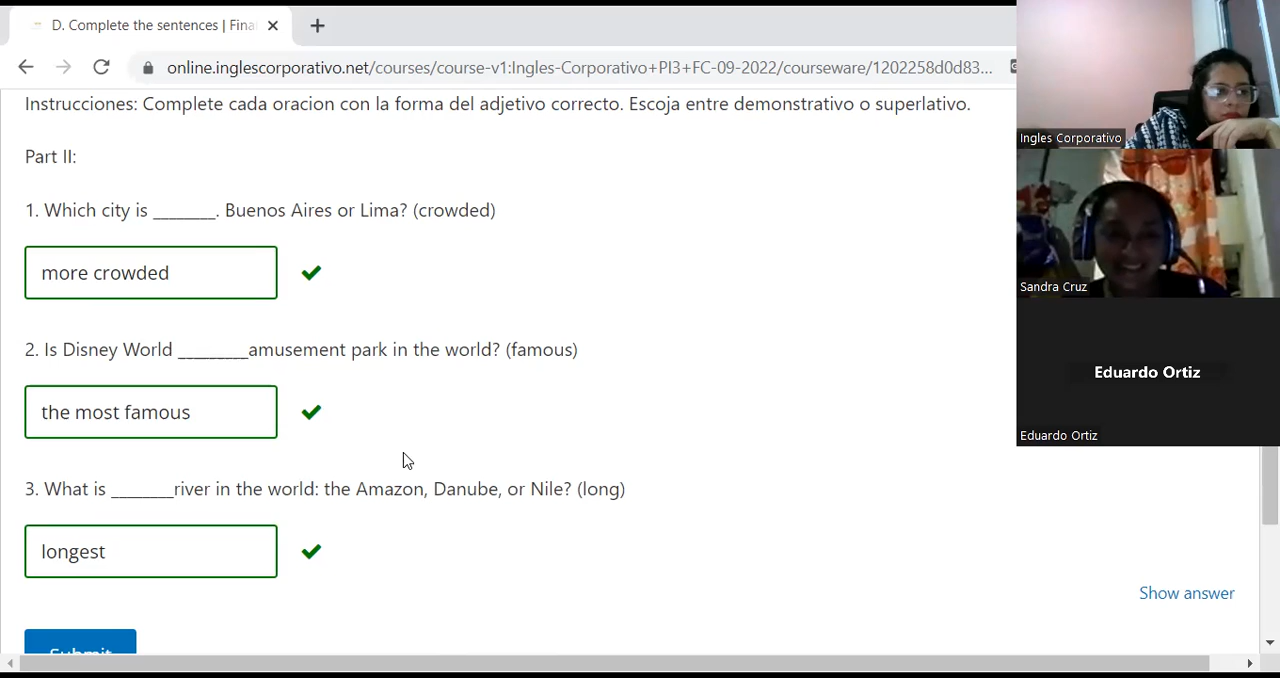 D. Complete the sentences | Fina
online.inglescorporativo.net/courses/course-v1:Ingles-Corporativo+PI3+FC-09-2022/courseware/1202258d0d83...
Instrucciones: Complete cada oracion con la forma del adjetivo correcto. Escoja entre demonstrativo o superlativo.
Part II:
1. Which city is ________. Buenos Aires or Lima? (crowded)
more crowded
2. Is Disney World _________amusement park in the world? (famous)
the most famous
3. What is ________river in the world: the Amazon, Danube, or Nile? (long)
longest
Show answer
Submit
Ingles Corporativo
Sandra Cruz
Eduardo Ortiz
Eduardo Ortiz